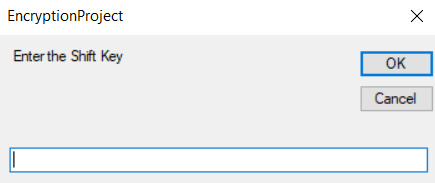 EncryptionProject
Enter the Shift Key
OK
Cancel